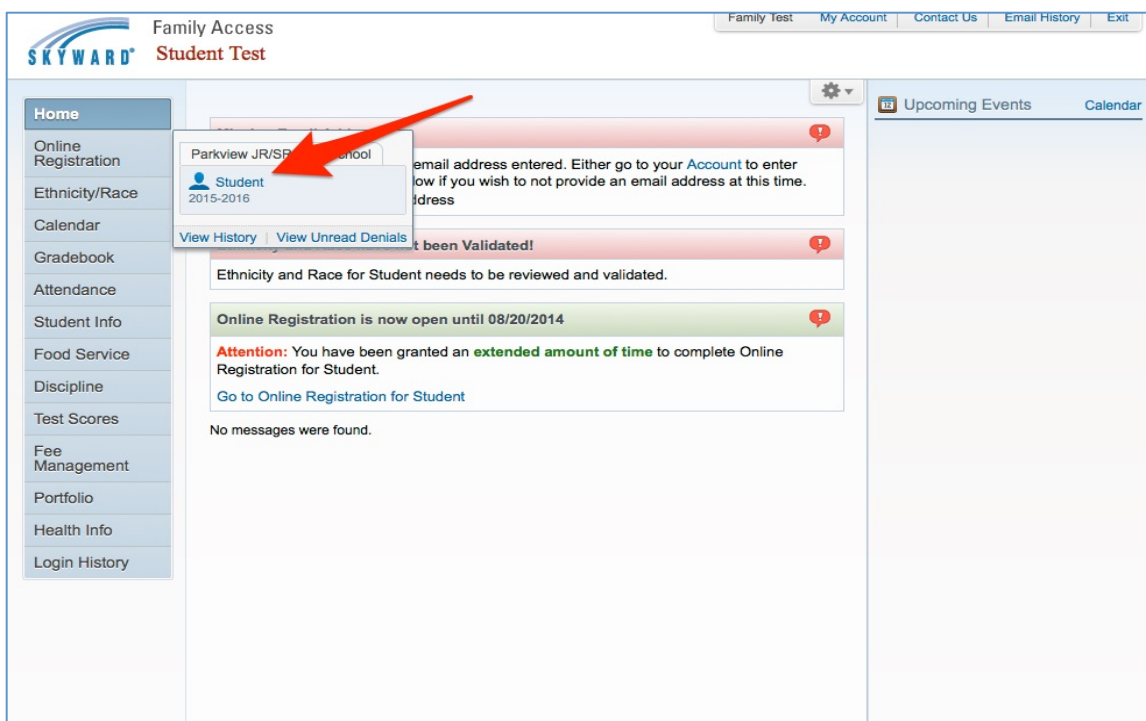 Family Access
Student Test
SKYWARD
Family Test My Account Contact Us Email History Exit
Home
Online
Registration
Ethnicity/Race
Calendar
Gradebook
Attendance
Student Info
Food Service
Discipline
Test Scores
Fee
Management
Portfolio
Health Info
Login History
Parkview JR/SR
Student
2015-2016
View History View Unread Denials
email address entered. Either go to your Account to enter
if you wish to not provide an email address at this time.
been Validated!
Ethnicity and Race for Student needs to be reviewed and validated.
Online Registration is now open until 08/20/2014
Attention: You have been granted an extended amount of time to complete Online
Registration for Student.
Go to Online Registration for Student
No messages were found.
12 Upcoming Events Calendar